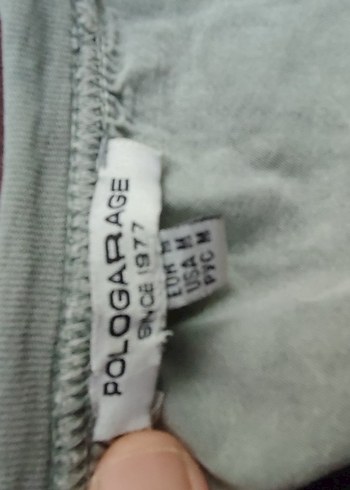 POLOGARAGE
SINCE 1977
EUR M
USA M
PYC M